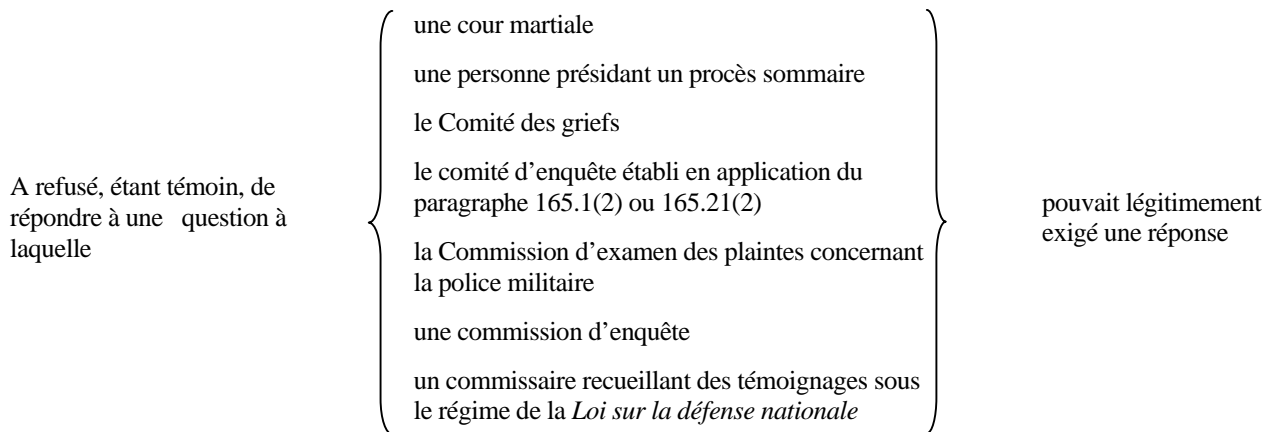 A refusé, étant témoin, de
répondre à une question à
laquelle
une cour martiale
une personne présidant un procès sommaire
le Comité des griefs
le comité d’enquête établi en application du
paragraphe 165.1(2) ou 165.21(2)
la Commission d’examen des plaintes concernant
la police militaire
une commission d’enquête
un commissaire recueillant des témoignages sous
le régime de la Loi sur la défense nationale
pouvait légitimement
exigé une réponse